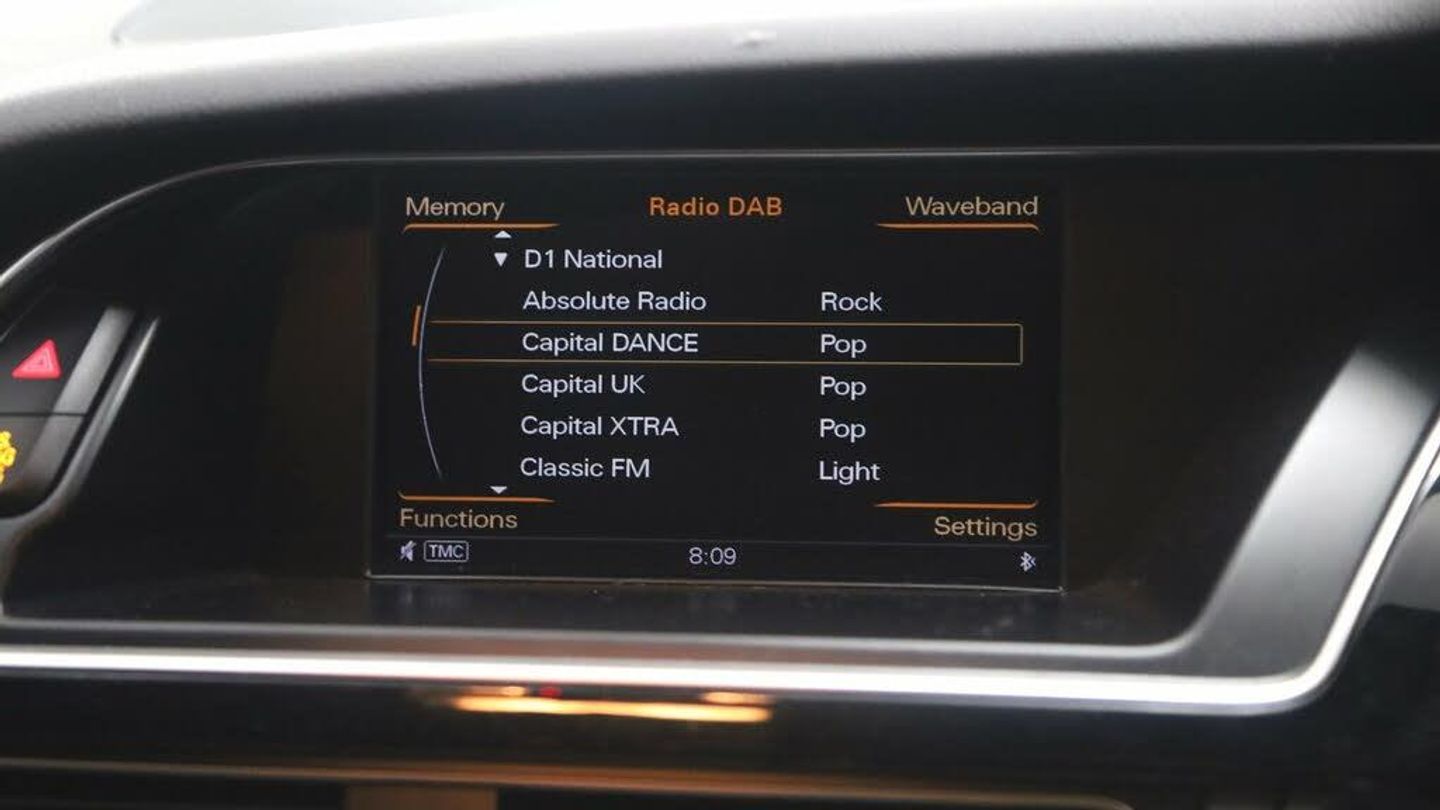 Memory Radio DAB Waveband
D1 National
Absolute Radio Rock
Capital DANCE Pop
Capital UK Pop
Capital XTRA Pop
Classic FM Light
Functions Settings
TMC 8:09